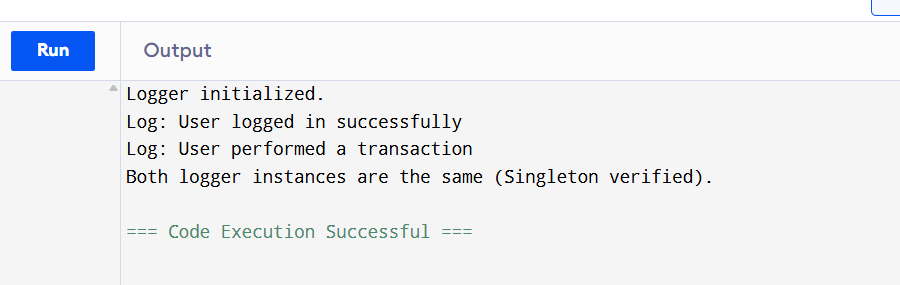 Run
Output
Logger initialized.
Log: User logged in successfully
Log: User performed a transaction
Both logger instances are the same (Singleton verified).
=== Code Execution Successful ===